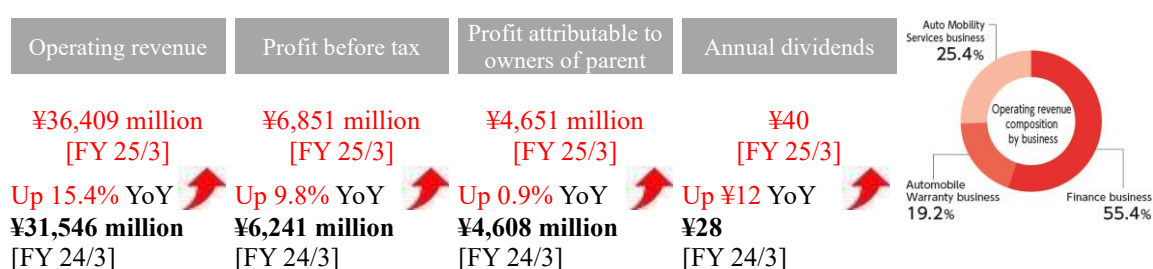 Operating revenue
¥36,409 million
[FY 25/3]
Up 15.4% YoY
¥31,546 million
[FY 24/3]
Profit before tax
¥6,851 million
[FY 25/3]
Up 9.8% YoY
¥6,241 million
[FY 24/3]
Profit attributable to
owners of parent
¥4,651 million
[FY 25/3]
Up 0.9% YoY
¥4,608 million
[FY 24/3]
Annual dividends
¥40
[FY 25/3]
Up ¥12 YoY
¥28
[FY 24/3]
Auto Mobility
Services business
25.4%
Operating revenue
composition
by business
Automobile
Warranty business
19.2%
Finance business
55.4%